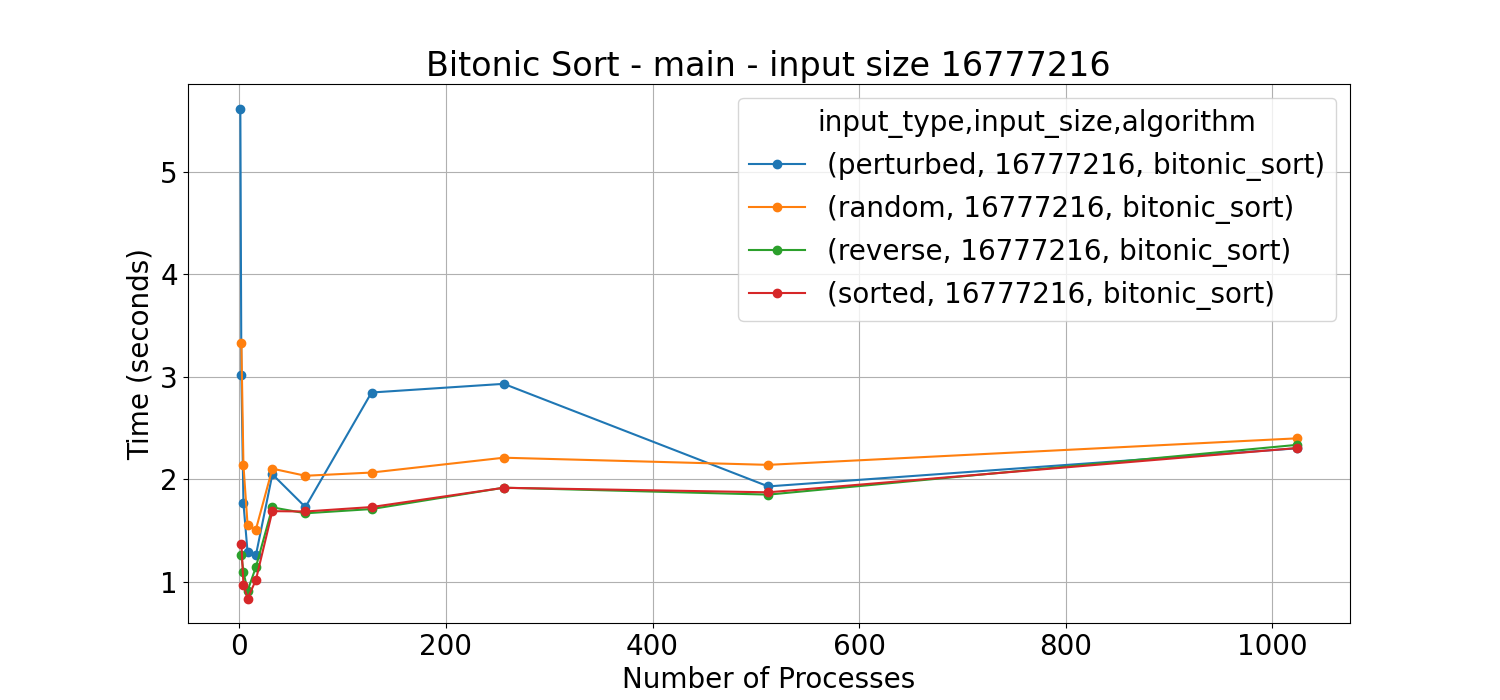 Bitonic Sort - main - input size 16777216
input_type,input_size,algorithm
(perturbed, 16777216, bitonic_sort)
(random, 16777216, bitonic_sort)
(reverse, 16777216, bitonic_sort)
(sorted, 16777216, bitonic_sort)
Time (seconds)
5
4
3
2
1
0 200 400 600 800 1000
Number of Processes